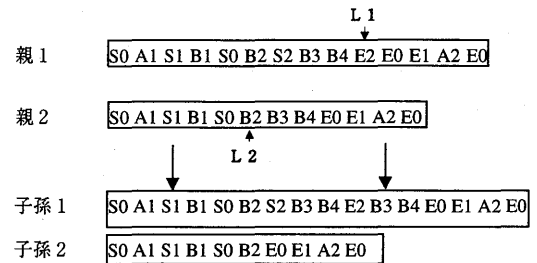 L1
親1 S0 A1 S1 B1 S0 B2 S2 B3 B4 E2 E0 E1 A2 E0
親2 S0 A1 S1 B1 S0 B2 B3 B4 E0 E1 A2 E0
L2
子孫1 S0 A1 S1 B1 S0 B2 S2 B3 B4 E2 B3 B4 E0 E1 A2 E0
子孫2 S0 A1 S1 B1 S0 B2 E0 E1 A2 E0